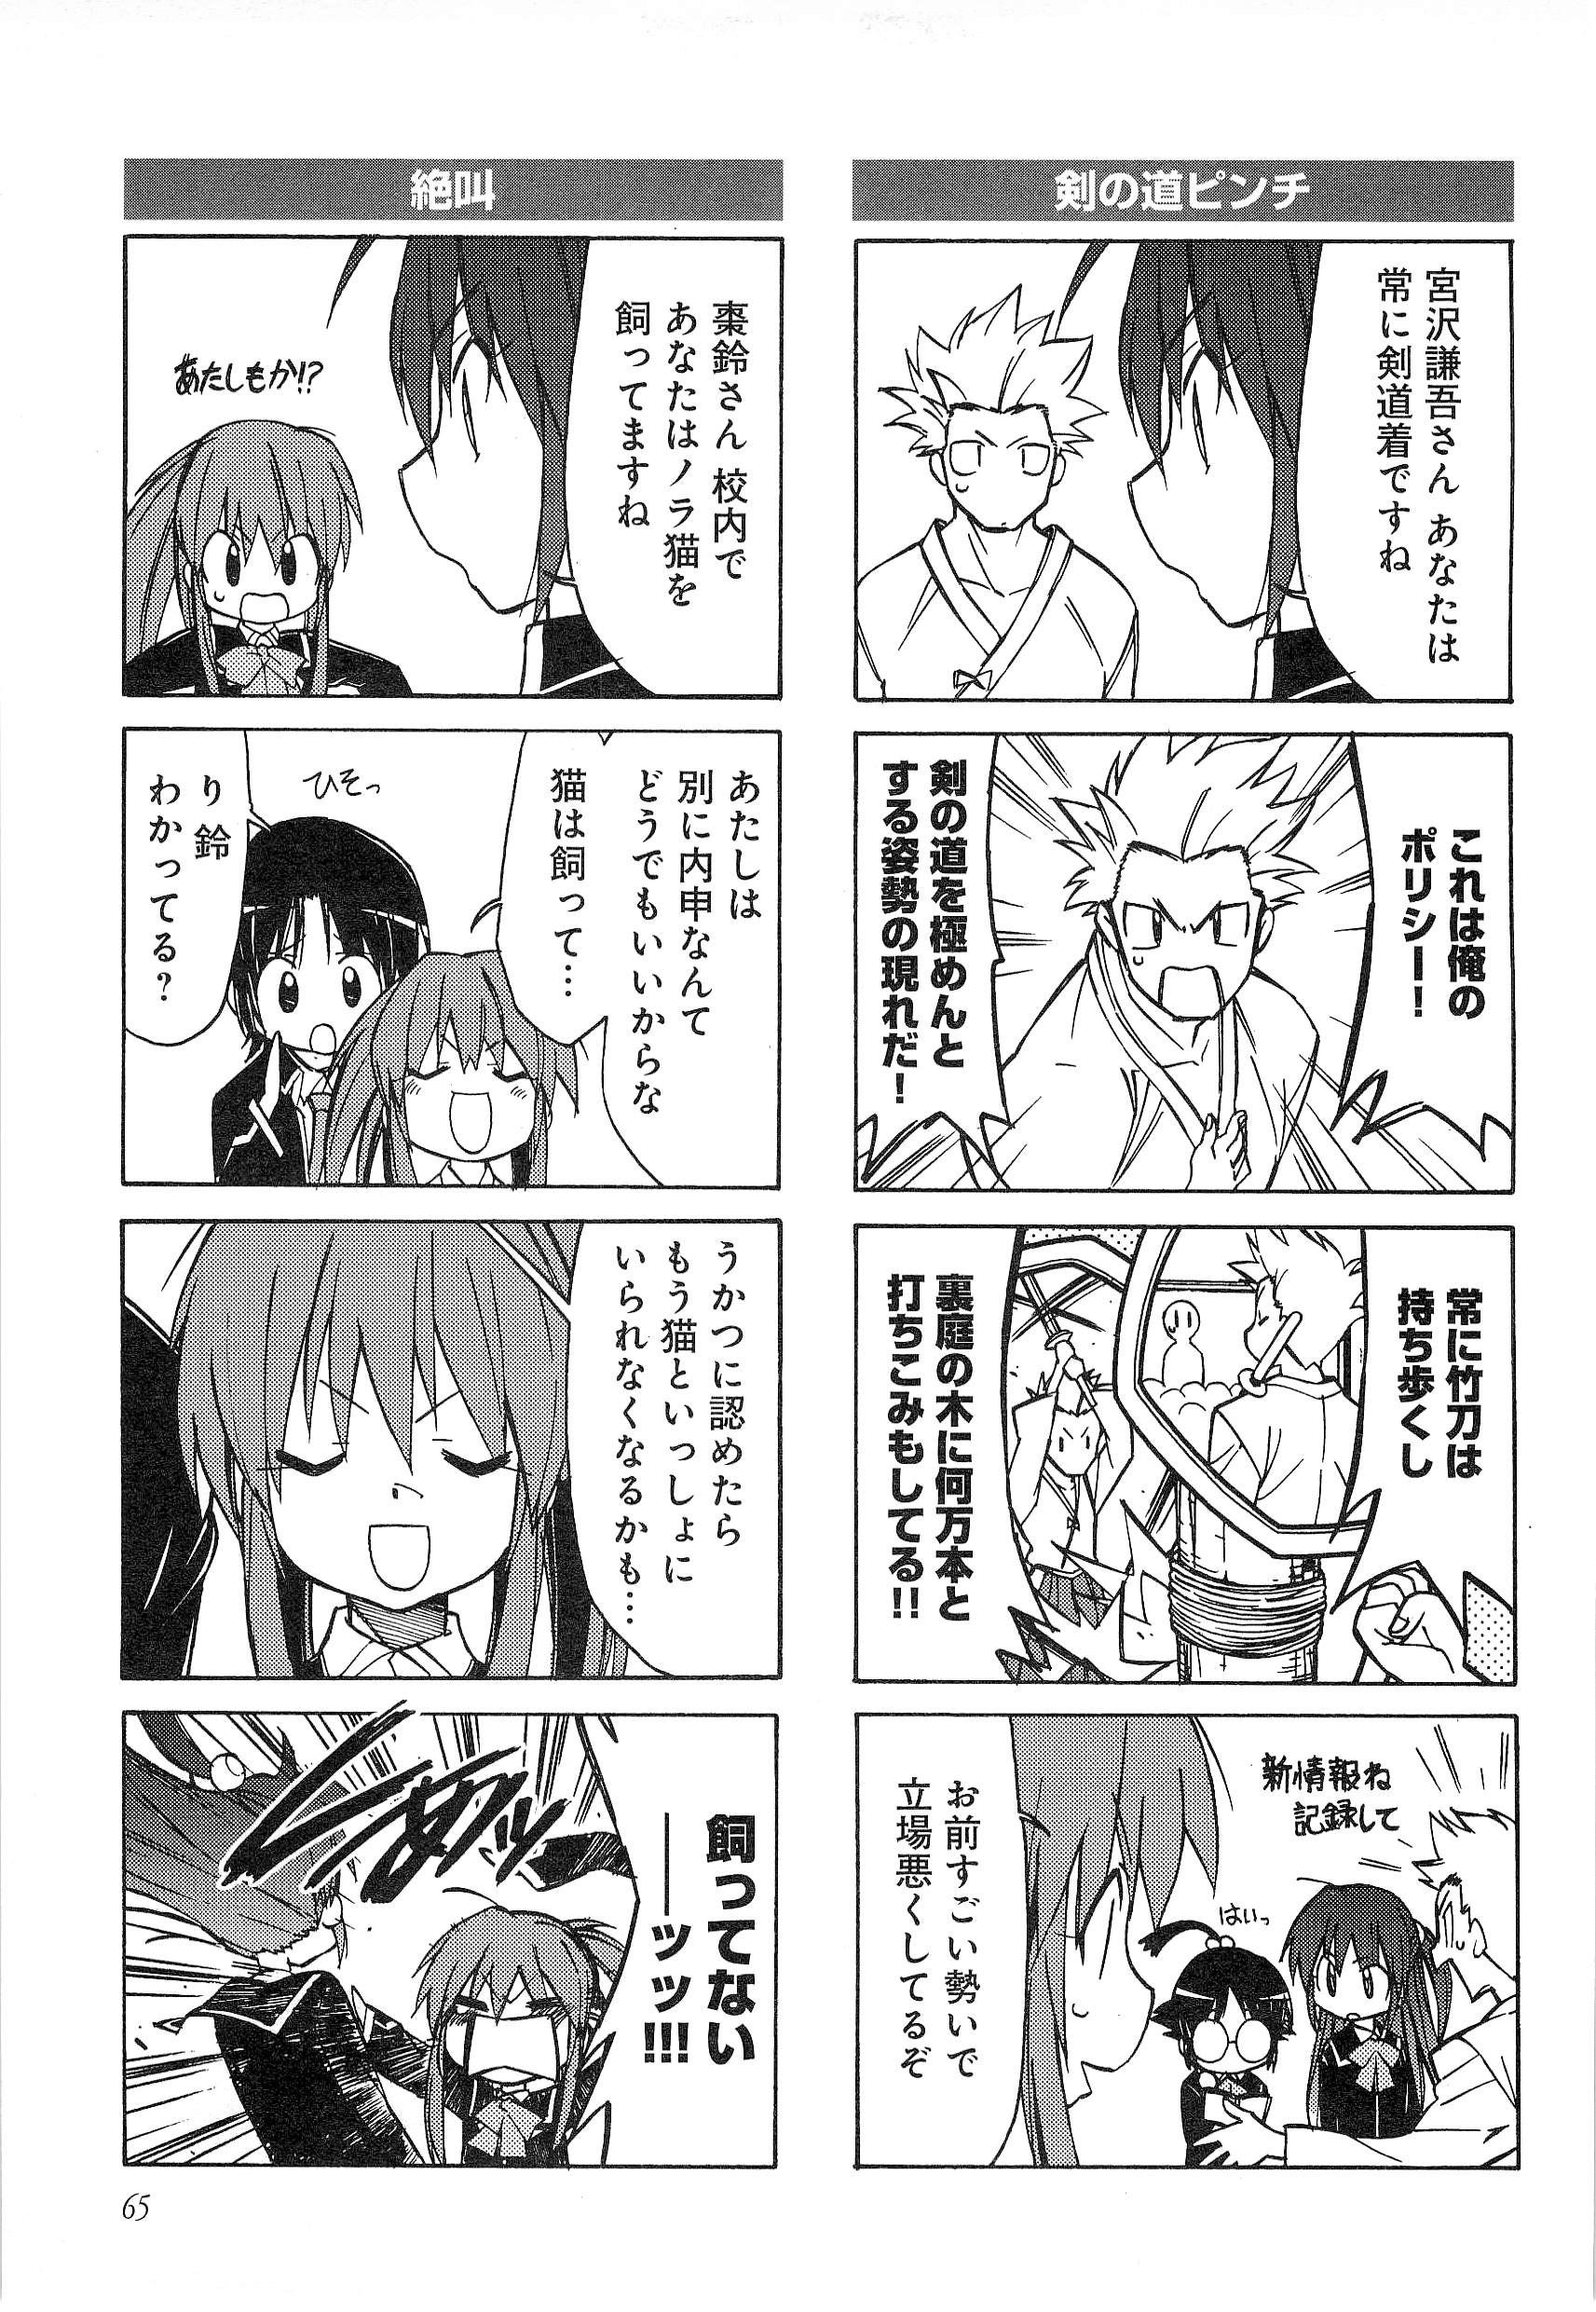 剣の道ピンチ
宮沢謙吾さん あなたは
常に剣道着ですね
これは俺の
ポリシー！
剣の道を極めんと
する姿勢の現れだ！
常に竹刀は
持ち歩くし
裏庭の木に何万本と
打ちこみもしてる!!
新情報ね
記録して
はいっ
お前すごい勢いで
立場悪くしてるぞ
絶叫
棗鈴さん 校内で
あなたはノラ猫を
飼ってますね
あたしもか!?
あたしは
別に内申なんて
どうでもいいからな
猫は飼って…
ひそっ
り 鈴
わかってる？
うかつに認めたら
もう猫といっしょに
いられなくなるかも…
飼ってない
――ッッ!!!
くあッッ
65